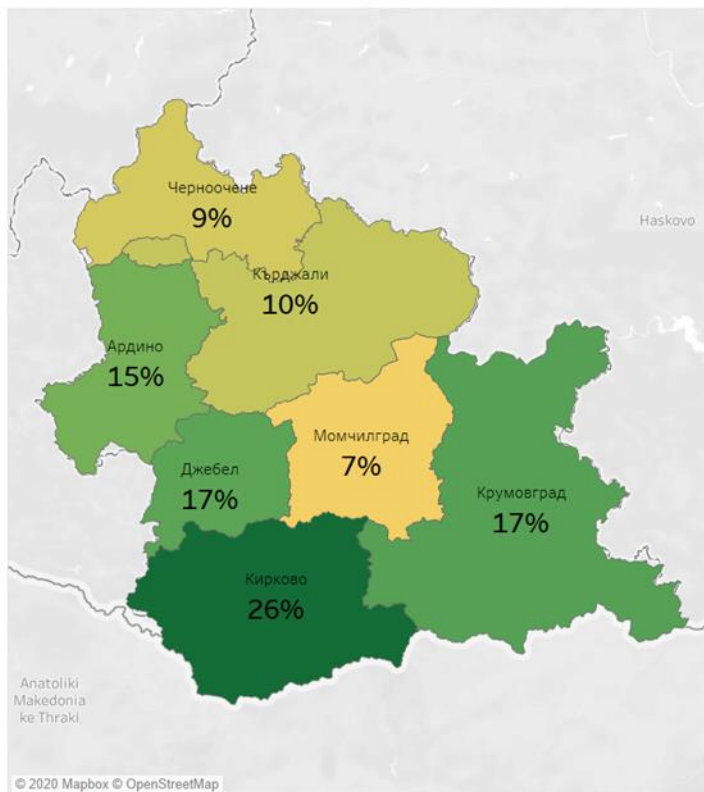 Черноочене
9%
Haskovo
Кърджали
10%
Ардино
15%
Момчилград
7%
Джебел
17%
Крумовград
17%
Кирково
26%
Anatoliki
Makedonia
ke Thraki
© 2020 Mapbox © OpenStreetMap